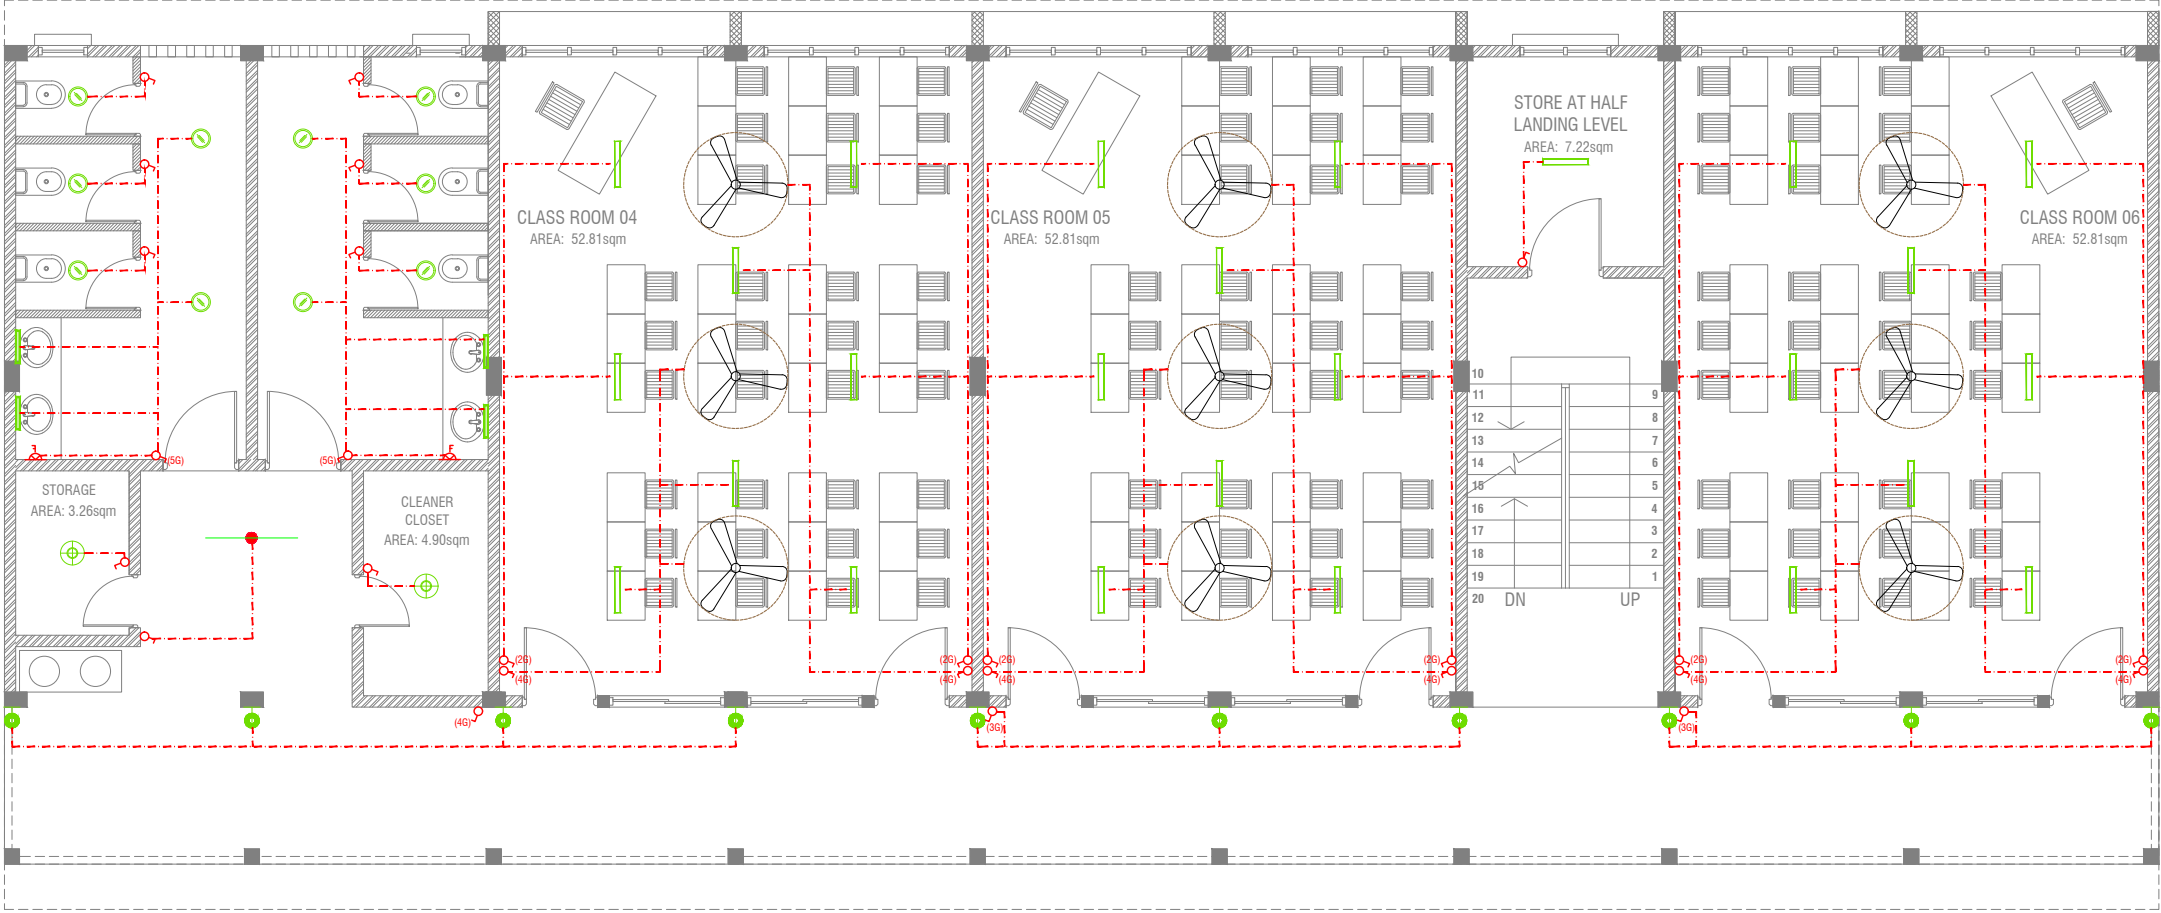 STORE AT HALF
LANDING LEVEL
AREA: 7.22sqm
CLASS ROOM 04
AREA: 52.81sqm
CLASS ROOM 05
AREA: 52.81sqm
CLASS ROOM 06
AREA: 52.81sqm
10
11
12
13
14
15
16
17
18
19
20
9
8
7
6
5
4
3
2
1
DN
UP
(5G)
(5G)
STORAGE
AREA: 3.26sqm
CLEANER
CLOSET
AREA: 4.90sqm
(2G)
(4G)
(2G)
(4G)
(2G)
(4G)
(2G)
(4G)
(2G)
(4G)
(2G)
(4G)
(4G)
(3G)
(3G)